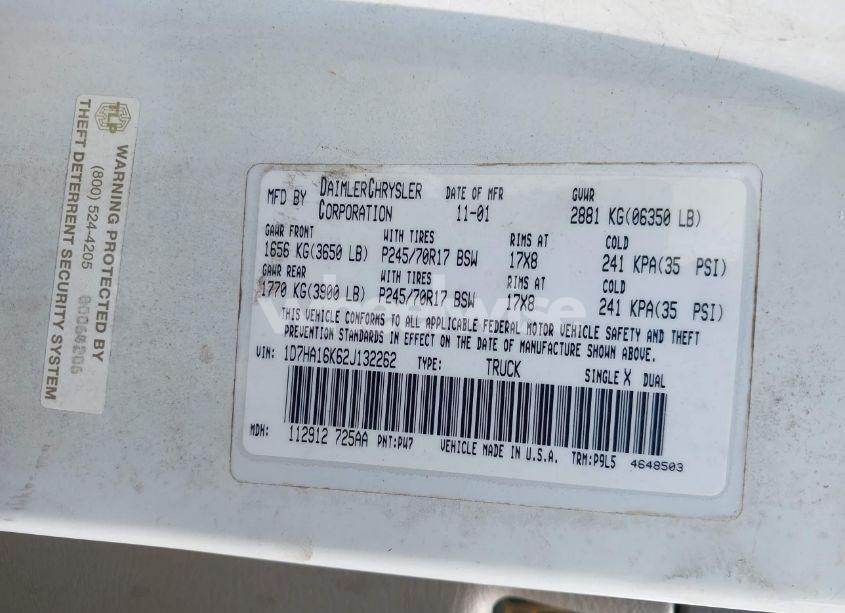 TLP
WARNING PROTECTED BY
(800) 524-4205
THEFT DETERRENT SECURITY SYSTEM
MFD BY DAIMLERCHRYSLER CORPORATION DATE OF MFR 11-01 GVWR 2881 KG(06350 LB)
GAWR FRONT WITH TIRES RIMS AT COLD
1656 KG(3650 LB) P245/70R17 BSW 17X8 241 KPA(35 PSI)
GAWR REAR WITH TIRES RIMS AT COLD
1770 KG(3900 LB) P245/70R17 BSW 17X8 241 KPA(35 PSI)
THIS VEHICLE CONFORMS TO ALL APPLICABLE FEDERAL MOTOR VEHICLE SAFETY AND THEFT
PREVENTION STANDARDS IN EFFECT ON THE DATE OF MANUFACTURE SHOWN ABOVE.
VIN: 1D7HA16K62J132262 TYPE: TRUCK SINGLE X DUAL
MDH: 112912 725AA PNT:PW7 VEHICLE MADE IN U.S.A. TRM:P9L5 4648503